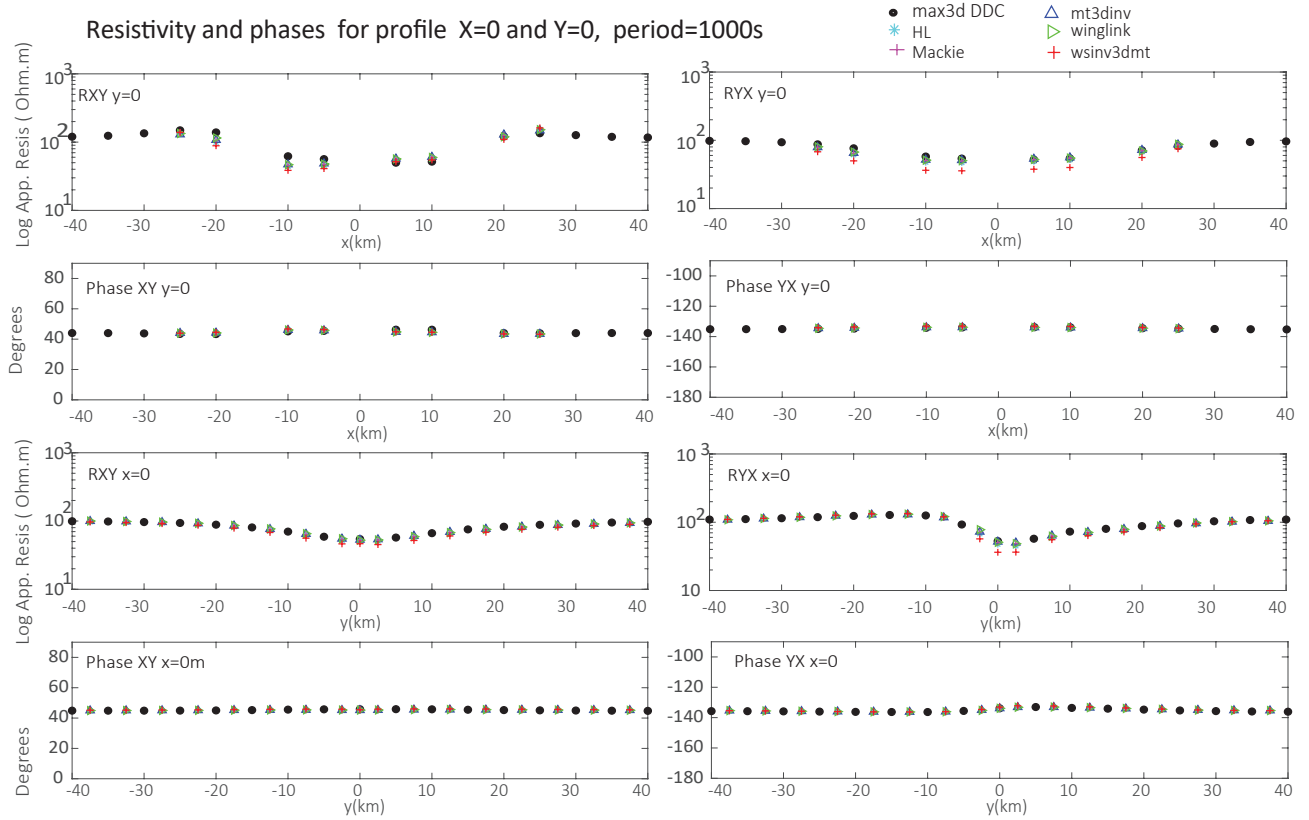 Resistivity and phases for profile X=0 and Y=0, period=1000s
max3d DDC
HL
Mackie
mt3dinv
winglink
wsinv3dmt
Log App. Resis ( Ohm.m)
RXY y=0
10^3
10^2
10^1
-40 -30 -20 -10 0 10 20 30 40
x(km)
RYX y=0
10^3
10^2
10^1
-40 -30 -20 -10 0 10 20 30 40
x(km)
Degrees
Phase XY y=0
80
60
40
20
0
-40 -30 -20 -10 0 10 20 30 40
x(km)
Phase YX y=0
-100
-120
-140
-160
-180
-40 -30 -20 -10 0 10 20 30 40
x(km)
Log App. Resis ( Ohm.m)
RXY x=0
10^3
10^2
10^1
-40 -30 -20 -10 0 10 20 30 40
y(km)
RYX x=0
10^3
10^2
10
-40 -30 -20 -10 0 10 20 30 40
y(km)
Degrees
Phase XY x=0m
80
60
40
20
0
-40 -30 -20 -10 0 10 20 30 40
y(km)
Phase YX x=0
-100
-120
-140
-160
-180
-40 -30 -20 -10 0 10 20 30 40
y(km)